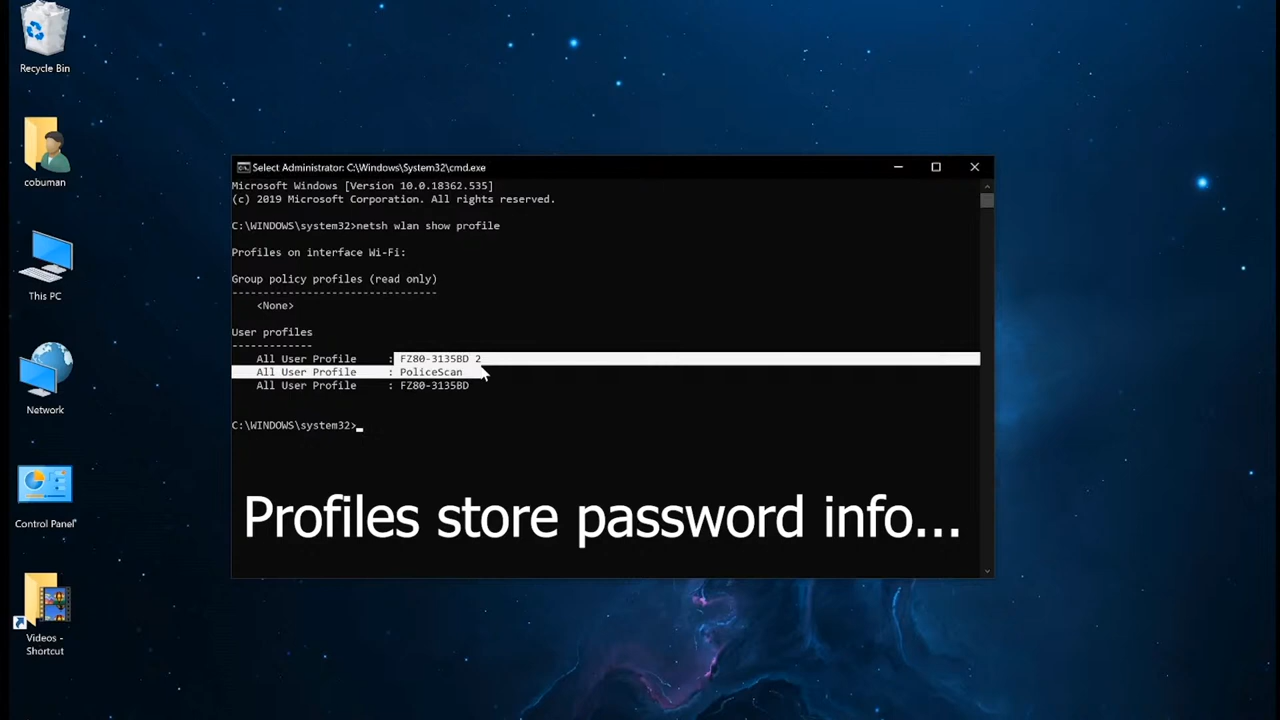 Recycle Bin
cobuman
This PC
Network
Control Panel
Videos -
Shortcut
Select Administrator: C:\Windows\System32\cmd.exe
Microsoft Windows [Version 10.0.18362.535]
(c) 2019 Microsoft Corporation. All rights reserved.
C:\WINDOWS\system32>netsh wlan show profile
Profiles on interface Wi-Fi:
Group policy profiles (read only)
---------------------------------
<None>
User profiles
-------------
All User Profile     : FZ80-3135BD 2
All User Profile     : PoliceScan
All User Profile     : FZ80-3135BD
C:\WINDOWS\system32>
Profiles store password info...